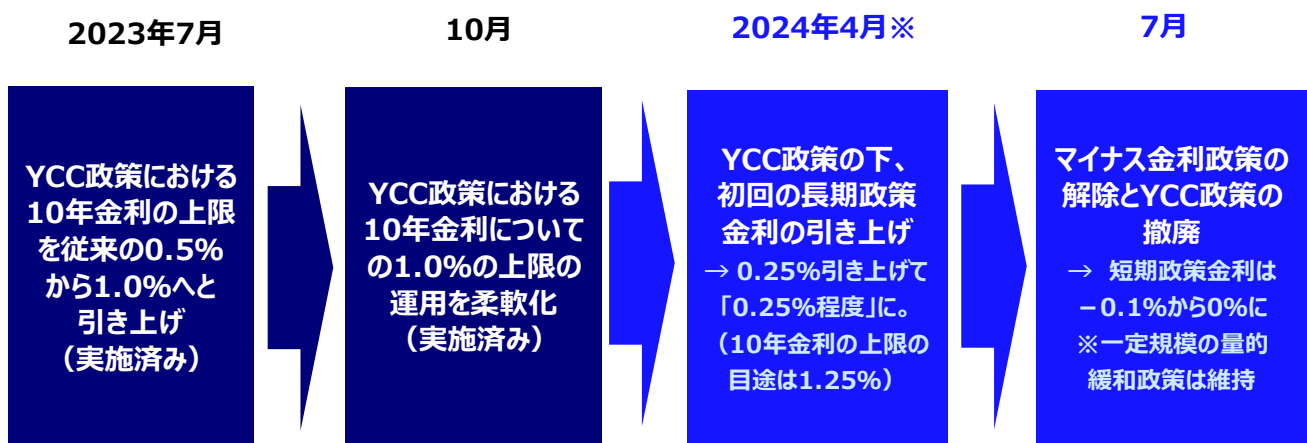 2023年7月
10月
2024年4月※
7月
YCC政策における
10年金利の上限
を従来の0.5%
から1.0%へと
引き上げ
（実施済み）
YCC政策における
10年金利について
の1.0%の上限の
運用を柔軟化
（実施済み）
YCC政策の下、
初回の長期政策
金利の引き上げ
→ 0.25%引き上げて
「0.25%程度」に。
（10年金利の上限の
目途は1.25%）
マイナス金利政策の
解除とYCC政策の
撤廃
→ 短期政策金利は
－0.1%から0%に
※一定規模の量的
緩和政策は維持